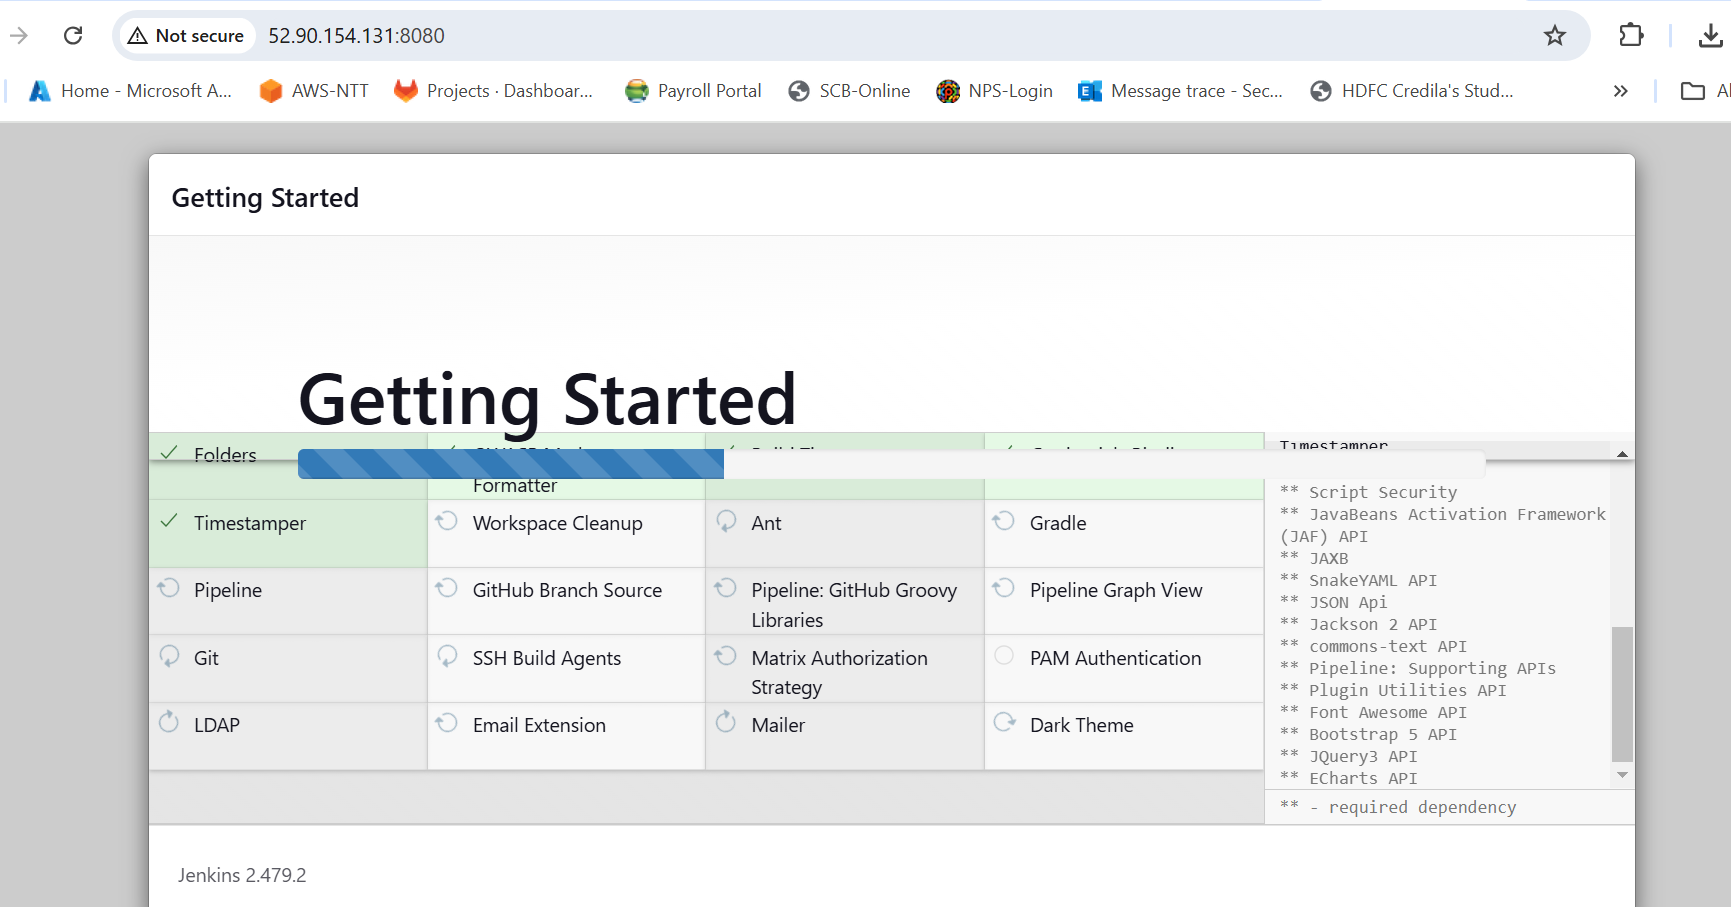 Not secure 52.90.154.131:8080
Home - Microsoft A... AWS-NTT Projects · Dashboar... Payroll Portal SCB-Online NPS-Login Message trace - Sec... HDFC Credila's Stud... »
Getting Started
Getting Started
Folders
Formatter
Timestamper
Workspace Cleanup
Ant
Gradle
Pipeline
GitHub Branch Source
Pipeline: GitHub Groovy
Libraries
Pipeline Graph View
Git
SSH Build Agents
Matrix Authorization
Strategy
PAM Authentication
LDAP
Email Extension
Mailer
Dark Theme
Timestamper
** Script Security
** JavaBeans Activation Framework
(JAF) API
** JAXB
** SnakeYAML API
** JSON Api
** Jackson 2 API
** commons-text API
** Pipeline: Supporting APIs
** Plugin Utilities API
** Font Awesome API
** Bootstrap 5 API
** JQuery3 API
** ECharts API
** - required dependency
Jenkins 2.479.2